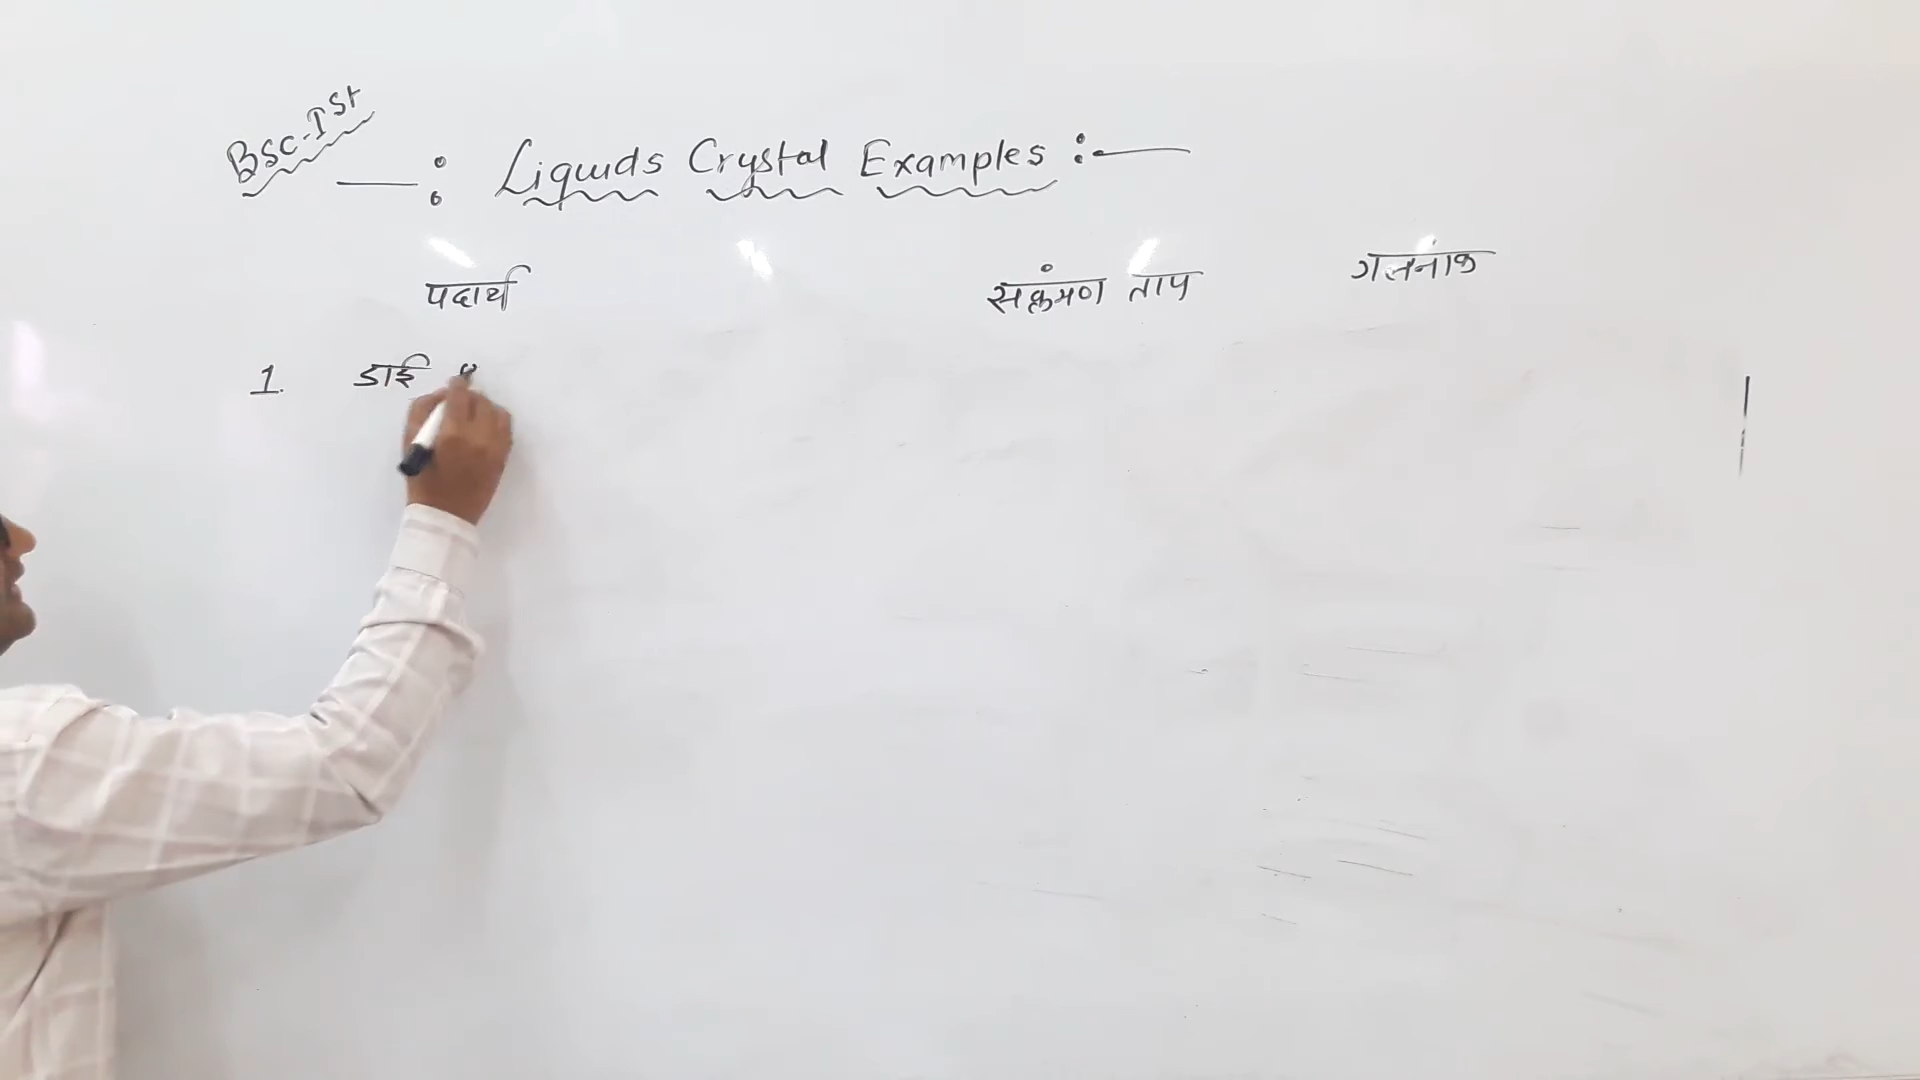 Bsc-Ist
—: Liquids Crystal Examples :—
पदार्थ संक्रमण ताप गलनांक
1. डाई